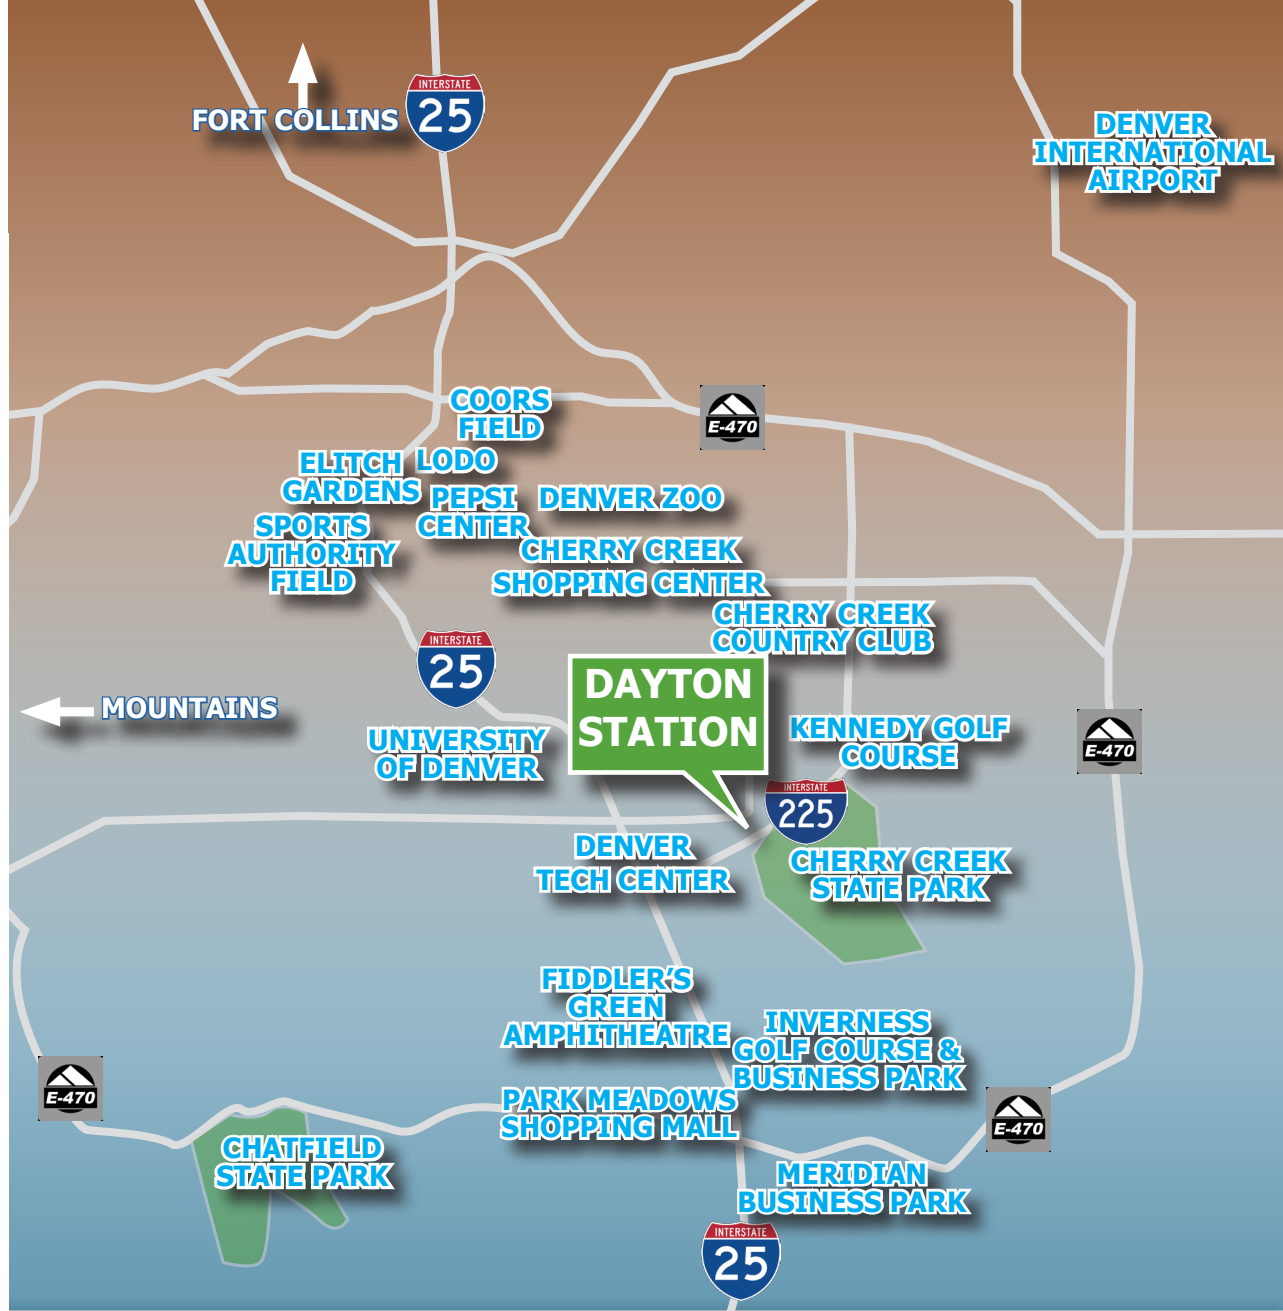 INTERSTATE
25
FORT COLLINS
DENVER
INTERNATIONAL
AIRPORT
COORS
FIELD
E-470
ELITCH
GARDENS
LODO
PEPSI
CENTER
DENVER ZOO
SPORTS
AUTHORITY
FIELD
CHERRY CREEK
SHOPPING CENTER
CHERRY CREEK
COUNTRY CLUB
INTERSTATE
25
DAYTON
STATION
MOUNTAINS
UNIVERSITY
OF DENVER
KENNEDY GOLF
COURSE
E-470
INTERSTATE
225
DENVER
TECH CENTER
CHERRY CREEK
STATE PARK
FIDDLER'S
GREEN
AMPHITHEATRE
INVERNESS
GOLF COURSE &
BUSINESS PARK
E-470
PARK MEADOWS
SHOPPING MALL
E-470
CHATFIELD
STATE PARK
MERIDIAN
BUSINESS PARK
INTERSTATE
25